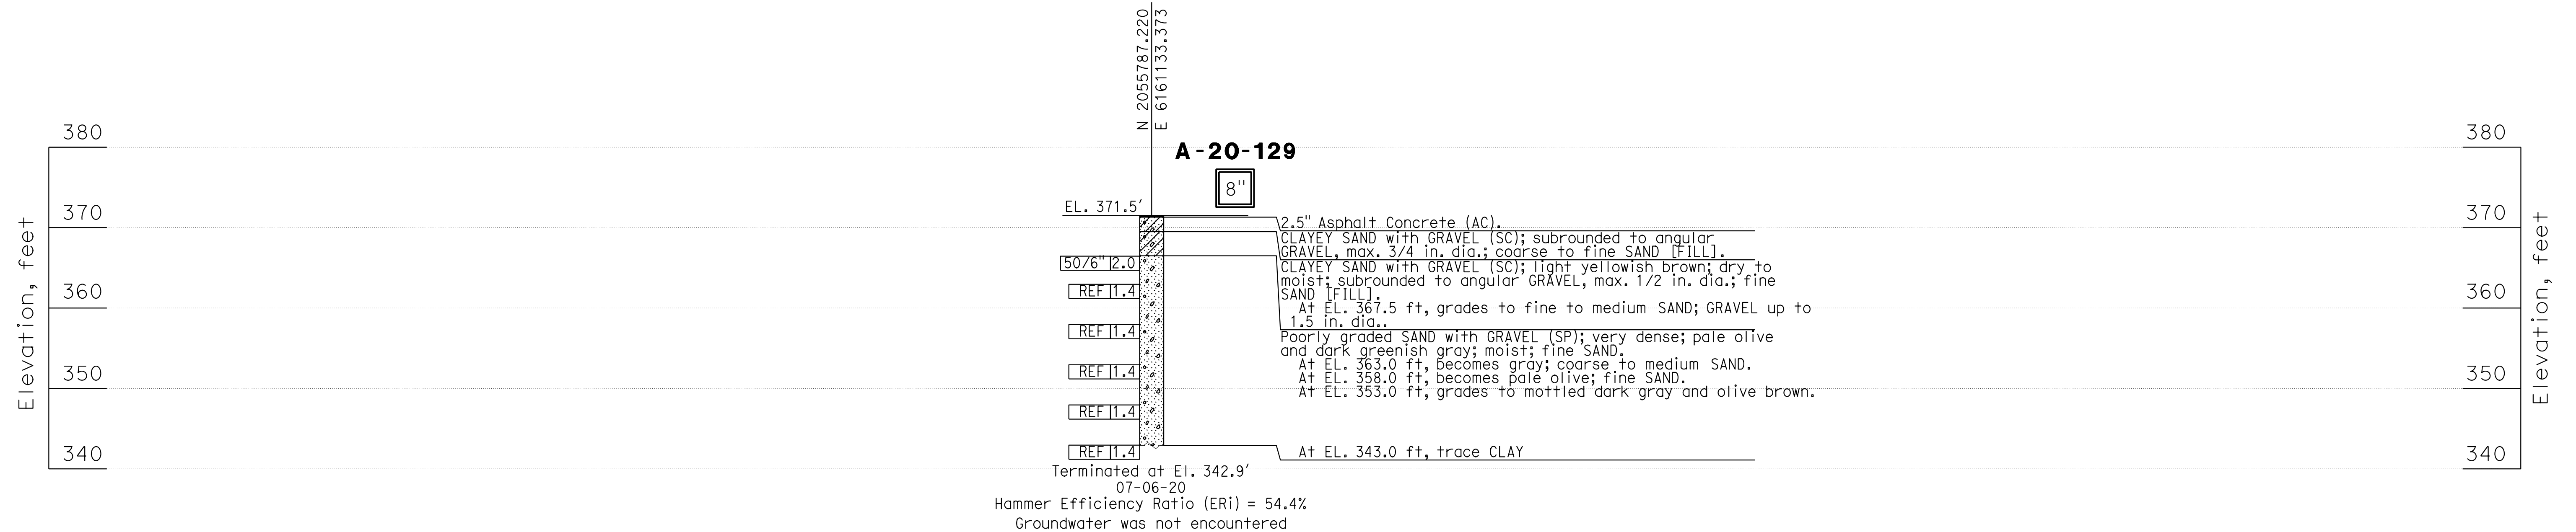 N 2055787.220
E 6161133.373
380
380
A-20-129
8"
370
EL. 371.5'
370
2.5" Asphalt Concrete (AC).
CLAYEY SAND with GRAVEL (SC); subrounded to angular
GRAVEL, max. 3/4 in. dia.; coarse to fine SAND [FILL].
50/6" 2.0
CLAYEY SAND with GRAVEL (SC); light yellowish brown; dry to
moist; subrounded to angular GRAVEL, max. 1/2 in. dia.; fine
SAND [FILL].
At EL. 367.5 ft, grades to fine to medium SAND; GRAVEL up to
1.5 in. dia..
360
REF 1.4
360
REF 1.4
Poorly graded SAND with GRAVEL (SP); very dense; pale olive
and dark greenish gray; moist; fine SAND.
At EL. 363.0 ft, becomes gray; coarse to medium SAND.
At EL. 358.0 ft, becomes pale olive; fine SAND.
At EL. 353.0 ft, grades to mottled dark gray and olive brown.
350
REF 1.4
350
REF 1.4
340
REF 1.4
At EL. 343.0 ft, trace CLAY
340
Elevation, feet
Elevation, feet
Terminated at El. 342.9'
07-06-20
Hammer Efficiency Ratio (ERi) = 54.4%
Groundwater was not encountered